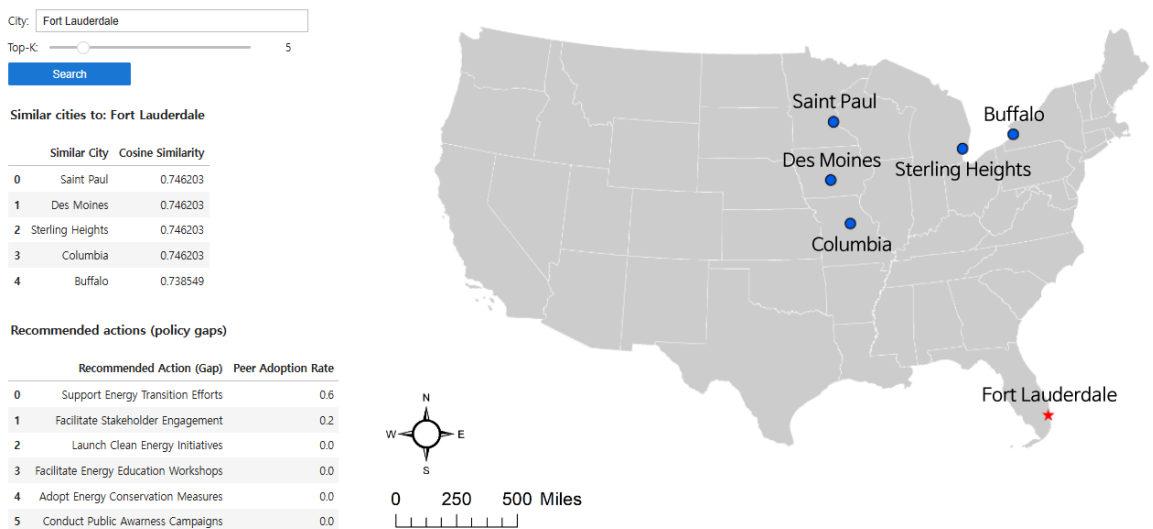 City: Fort Lauderdale
Top-K: 5
Search
Similar cities to: Fort Lauderdale
Similar City Cosine Similarity
0 Saint Paul 0.746203
1 Des Moines 0.746203
2 Sterling Heights 0.746203
3 Columbia 0.746203
4 Buffalo 0.738549
Recommended actions (policy gaps)
Recommended Action (Gap) Peer Adoption Rate
0 Support Energy Transition Efforts 0.6
1 Facilitate Stakeholder Engagement 0.2
2 Launch Clean Energy Initiatives 0.0
3 Facilitate Energy Education Workshops 0.0
4 Adopt Energy Conservation Measures 0.0
5 Conduct Public Awarness Campaigns 0.0
Saint Paul
Buffalo
Des Moines
Sterling Heights
Columbia
Fort Lauderdale
N
W E
S
0 250 500 Miles